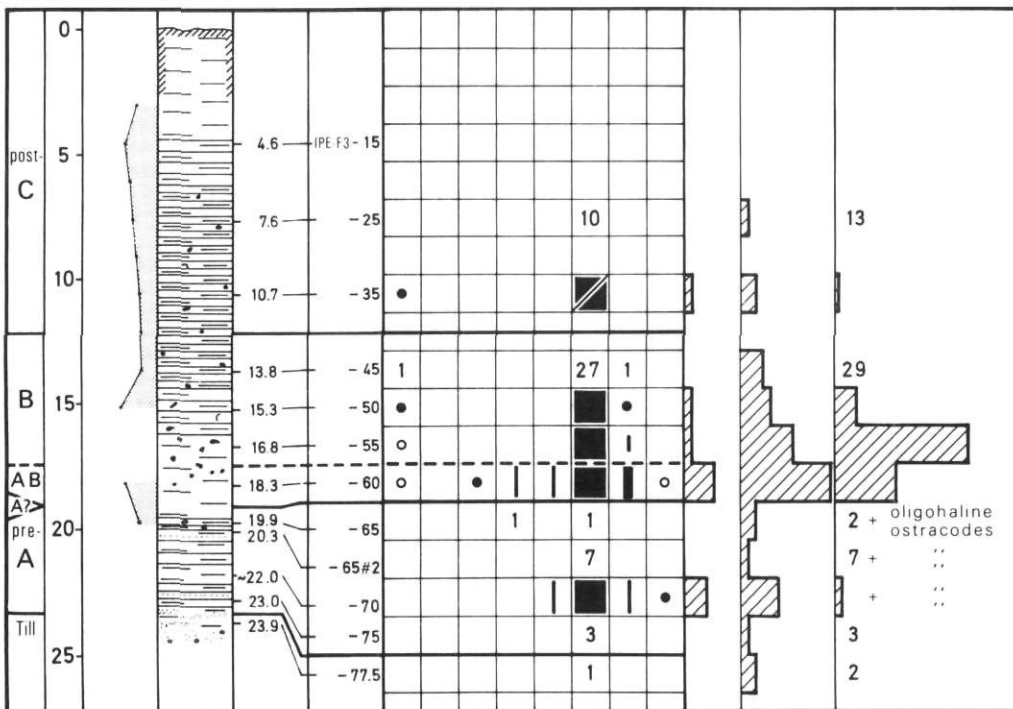 0
post-
4.6 IPE-F3 - 15
5
C
7.6 - 25 10 13
10
10.7 - 35
13.8 - 45 1 27 1 29
B
15 15.3 - 50
16.8 - 55
AB 18.3 - 60
A?
19.9 - 65 1 1 2 + oligohaline
pre- 20 20.3 ostracodes
A - 65#2 7 7 + ,,
~22.0
23.0 - 70 + ,,
Till 23.9 - 75 3 3
25
- 77.5 1 2